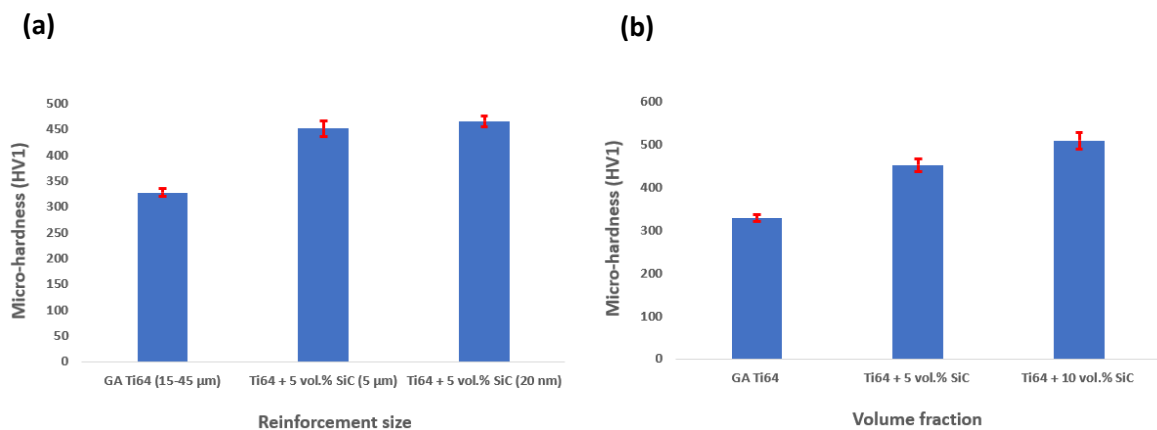 (a)
Micro-hardness (HV1)
500
450
400
350
300
250
200
150
100
50
0
GA Ti64 (15-45 μm)
Ti64 + 5 vol.% SiC (5 μm)
Ti64 + 5 vol.% SiC (20 nm)
Reinforcement size
(b)
Micro-hardness (HV1)
600
500
400
300
200
100
0
GA Ti64
Ti64 + 5 vol.% SiC
Ti64 + 10 vol.% SiC
Volume fraction